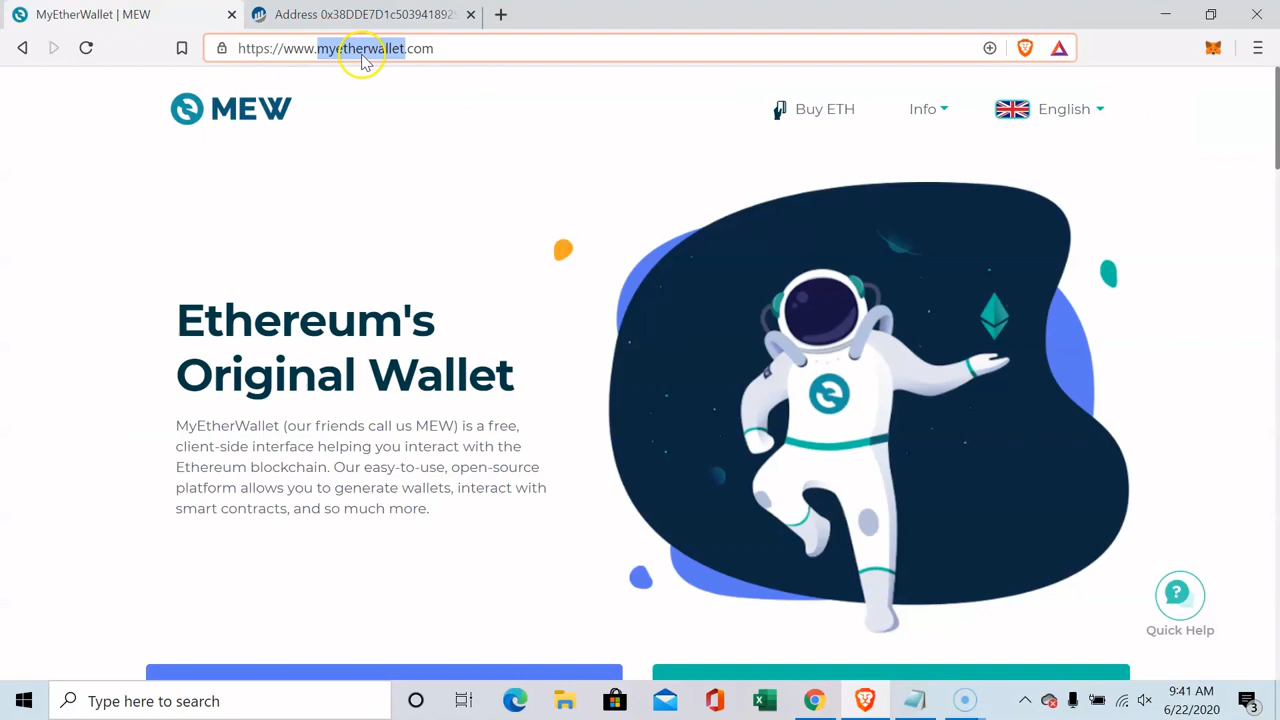 MyEtherWallet | MEW
Address 0x38DDE7D1c503941892
https://www.myetherwallet.com
MEW
Buy ETH
Info
English
Ethereum's
Original Wallet
MyEtherWallet (our friends call us MEW) is a free,
client-side interface helping you interact with the
Ethereum blockchain. Our easy-to-use, open-source
platform allows you to generate wallets, interact with
smart contracts, and so much more.
?
Quick Help
Type here to search
9:41 AM
6/22/2020
3